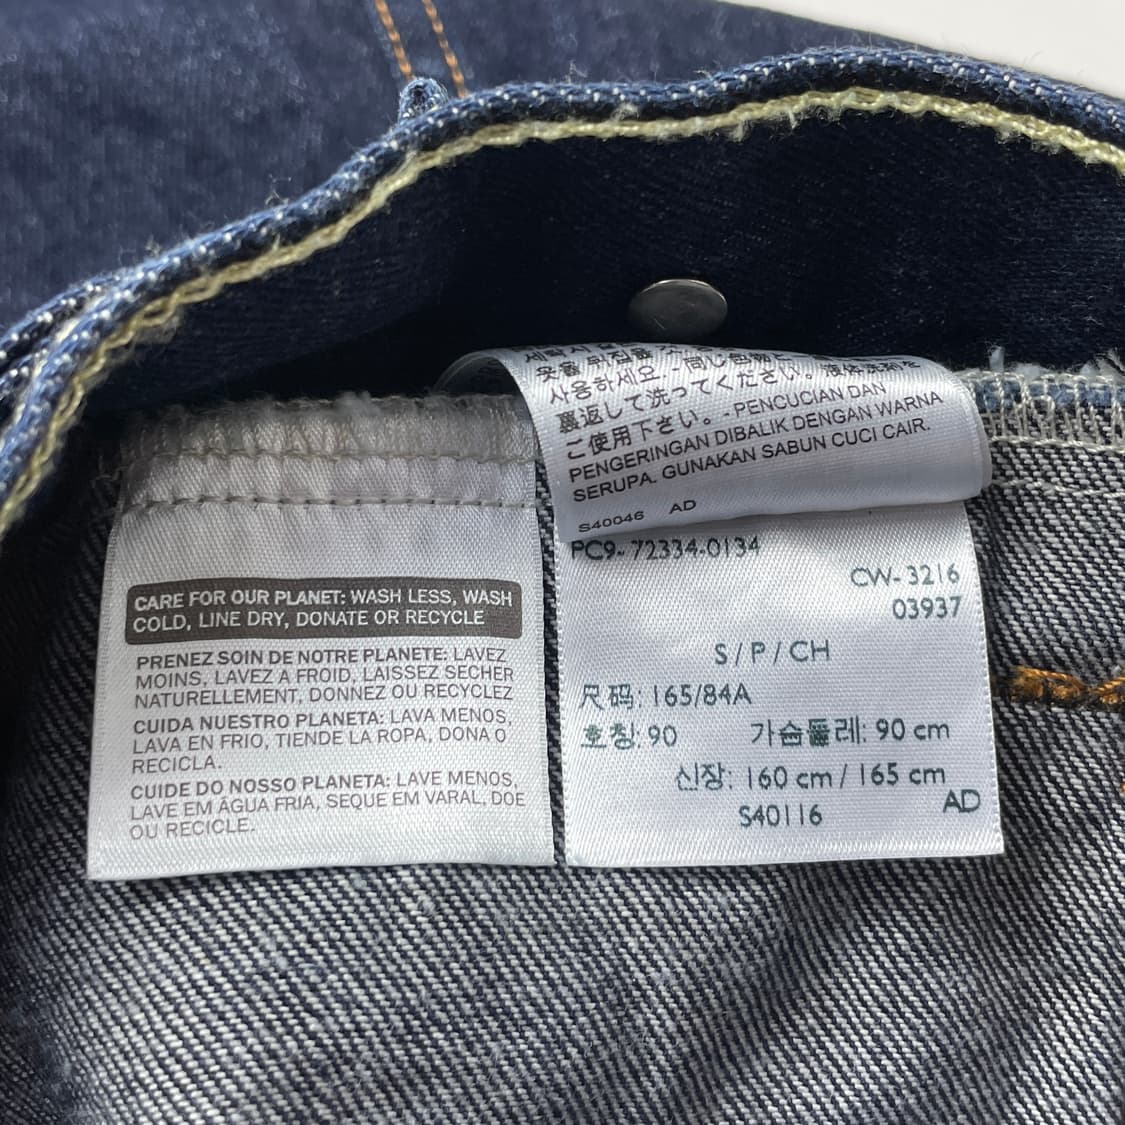 CARE FOR OUR PLANET: WASH LESS, WASH
COLD, LINE DRY, DONATE OR RECYCLE
PRENEZ SOIN DE NOTRE PLANETE: LAVEZ
MOINS, LAVEZ A FROID, LAISSEZ SECHER
NATURELLEMENT, DONNEZ OU RECYCLEZ
CUIDA NUESTRO PLANETA: LAVA MENOS,
LAVA EN FRIO, TIENDE LA ROPA, DONA O
RECICLA.
CUIDE DO NOSSO PLANETA: LAVE MENOS,
LAVE EM ÁGUA FRIA, SEQUE EM VARAL, DOE
OU RECICLE.
옷을 뒤집을 -同じ色物と
사용하세요. 液体洗剤を
裏返して洗ってください。
ご使用下さい。 - PENCUCIAN DAN
PENGERINGAN DIBALIK DENGAN WARNA
SERUPA. GUNAKAN SABUN CUCI CAIR.
S40046 AD
PC9- 72334-0134
CW- 3216
03937
S / P / CH
尺码: 165/84A
호칭: 90 가슴둘레: 90 cm
신장: 160 cm / 165 cm
S40116 AD